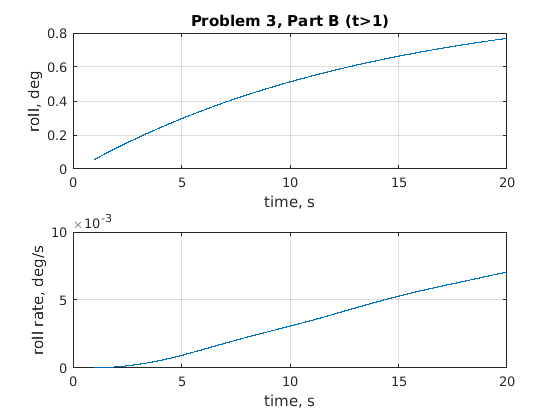 Problem 3, Part B (t>1)
0.8
0.6
0.4
0.2
0
roll, deg
0 5 10 15 20
time, s
×10-3
10
5
0
roll rate, deg/s
0 5 10 15 20
time, s